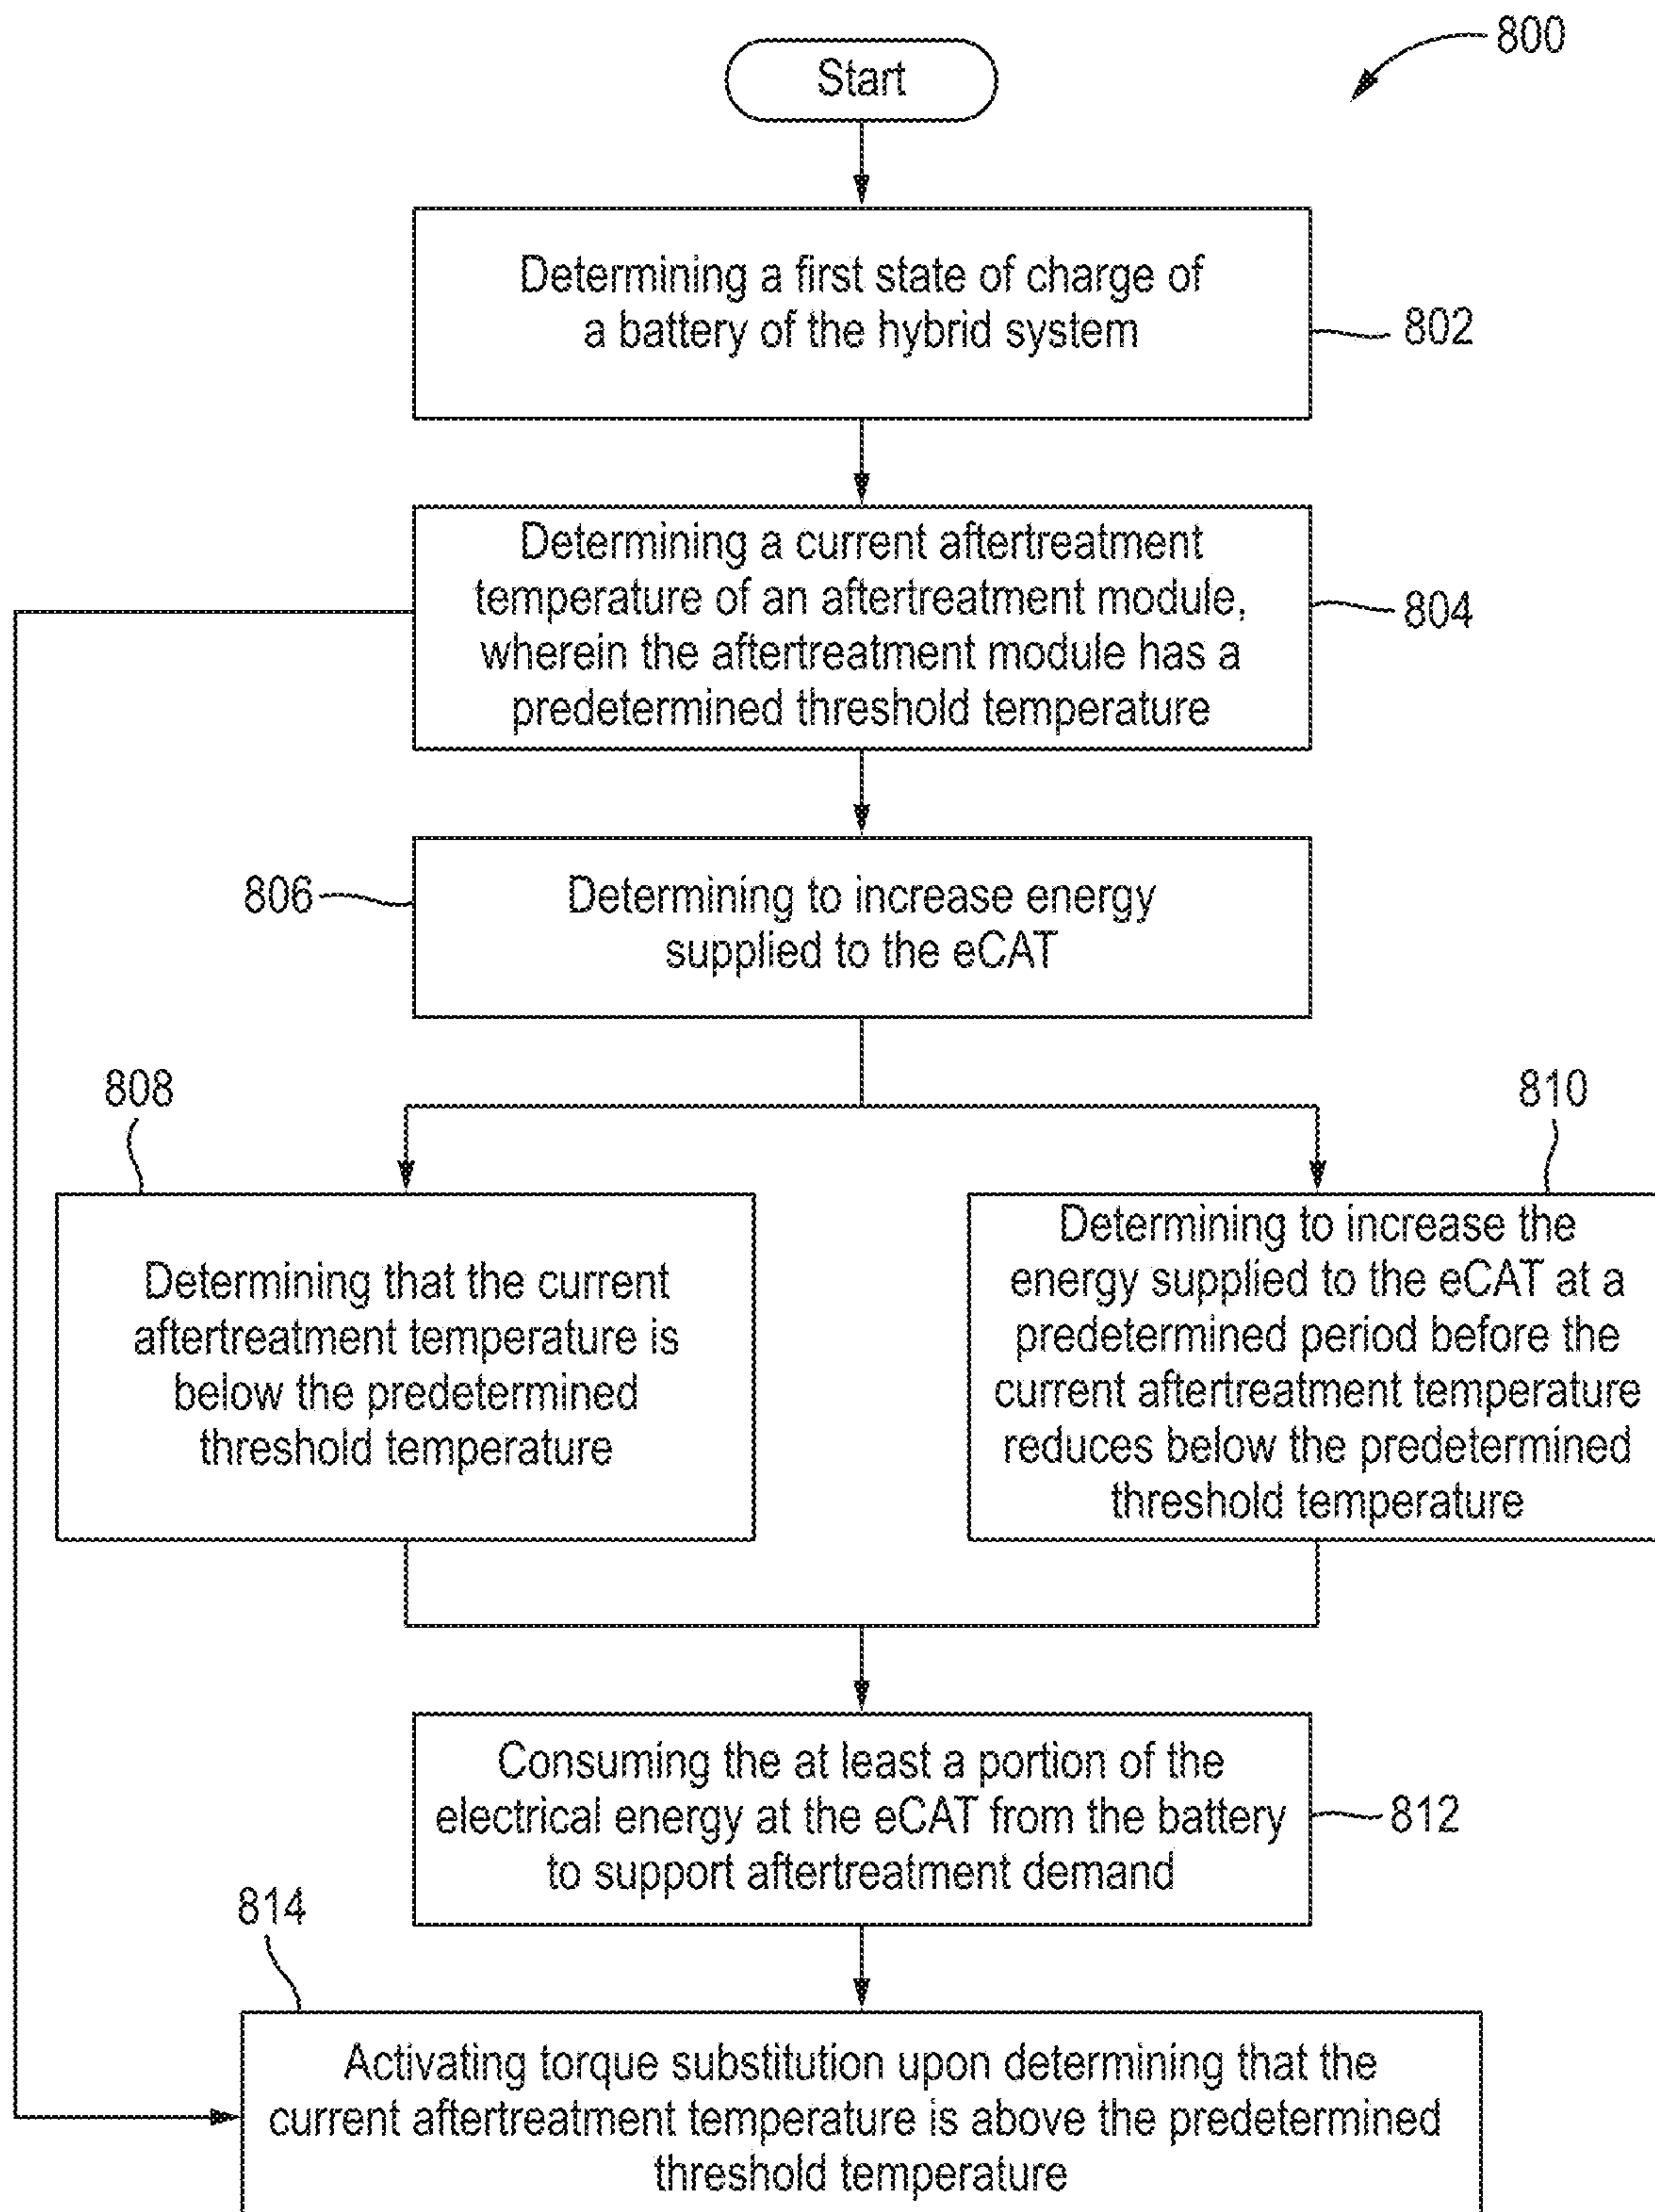 800
Start
Determining a first state of charge of
a battery of the hybrid system
802
Determining a current aftertreatment
temperature of an aftertreatment module,
wherein the aftertreatment module has a
predetermined threshold temperature
804
806
Determining to increase energy
supplied to the eCAT
808
810
Determining that the current
aftertreatment temperature is
below the predetermined
threshold temperature
Determining to increase the
energy supplied to the eCAT at a
predetermined period before the
current aftertreatment temperature
reduces below the predetermined
threshold temperature
Consuming the at least a portion of the
electrical energy at the eCAT from the battery
to support aftertreatment demand
812
814
Activating torque substitution upon determining that the
current aftertreatment temperature is above the predetermined
threshold temperature